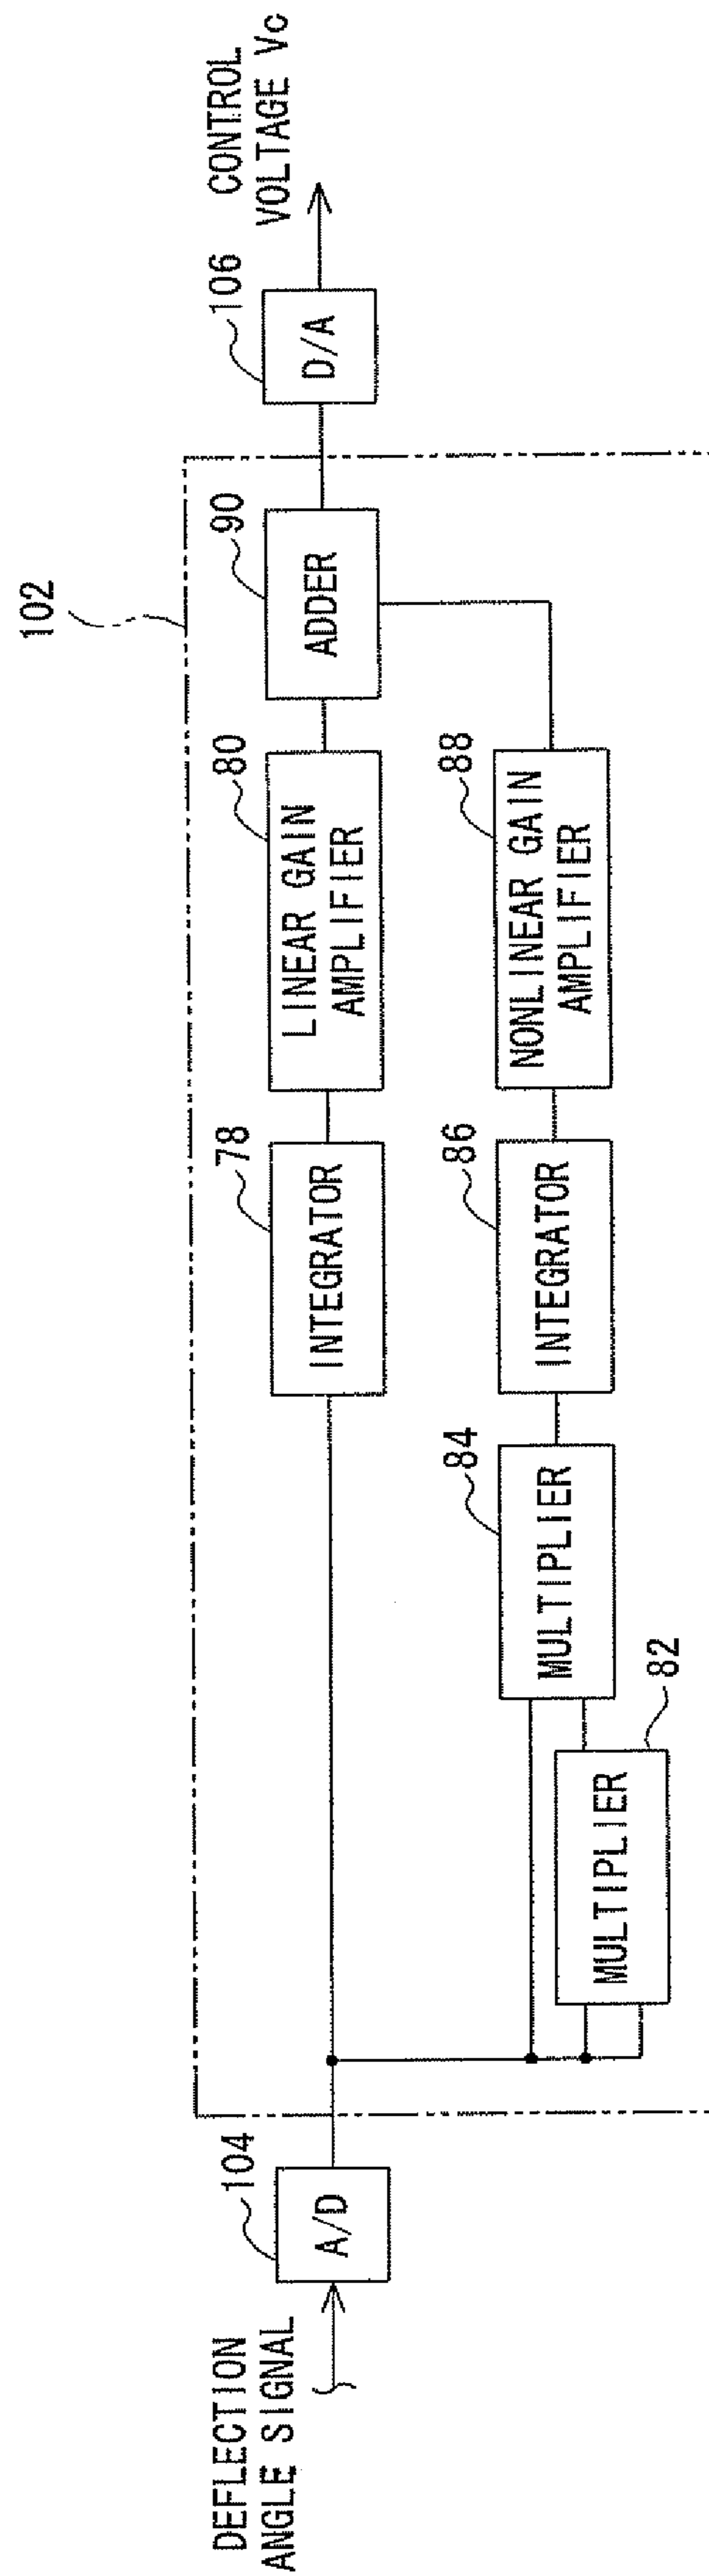 102
DEFLECTION
ANGLE SIGNAL
104
A/D
78
INTEGRATOR
80
LINEAR GAIN
AMPLIFIER
90
ADDER
106
D/A
CONTROL
VOLTAGE Vc
82
MULTIPLIER
84
MULTIPLIER
86
INTEGRATOR
88
NONLINEAR GAIN
AMPLIFIER